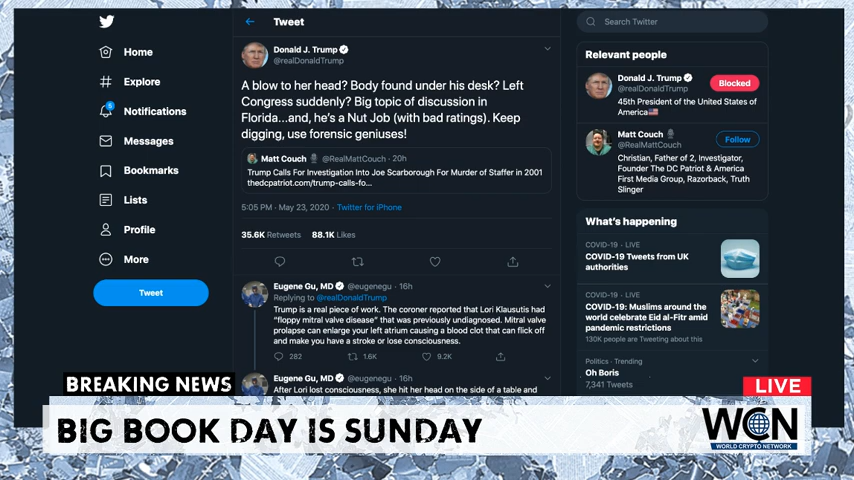 Tweet
Search Twitter
Home
Explore
5
Notifications
Messages
Bookmarks
Lists
Profile
More
Tweet
Donald J. Trump
@realDonaldTrump
A blow to her head? Body found under his desk? Left
Congress suddenly? Big topic of discussion in
Florida...and, he's a Nut Job (with bad ratings). Keep
digging, use forensic geniuses!
Matt Couch @RealMattCouch · 20h
Trump Calls For Investigation Into Joe Scarborough For Murder of Staffer in 2001
thedcpatriot.com/trump-calls-fo...
5:05 PM · May 23, 2020 · Twitter for iPhone
35.6K Retweets 88.1K Likes
Eugene Gu, MD @eugenegu · 16h
Replying to @realDonaldTrump
Trump is a real piece of work. The coroner reported that Lori Klausutis had
"floppy mitral valve disease" that was previously undiagnosed. Mitral valve
prolapse can enlarge your left atrium causing a blood clot that can flick off
and make you have a stroke or lose consciousness.
282 1.6K 9.2K
Eugene Gu, MD @eugenegu · 16h
After Lori lost consciousness, she hit her head on the side of a table and
Relevant people
Donald J. Trump
@realDonaldTrump
Blocked
45th President of the United States of
America
Matt Couch
@RealMattCouch
Follow
Christian, Father of 2, Investigator,
Founder The DC Patriot & America
First Media Group, Razorback, Truth
Slinger
What's happening
COVID-19 · LIVE
COVID-19 Tweets from UK
authorities
COVID-19 · LIVE
COVID-19: Muslims around the
world celebrate Eid al-Fitr amid
pandemic restrictions
130K people are Tweeting about this
Politics · Trending
Oh Boris
7,341 Tweets
BREAKING NEWS
LIVE
BIG BOOK DAY IS SUNDAY
WCN
WORLD CRYPTO NETWORK